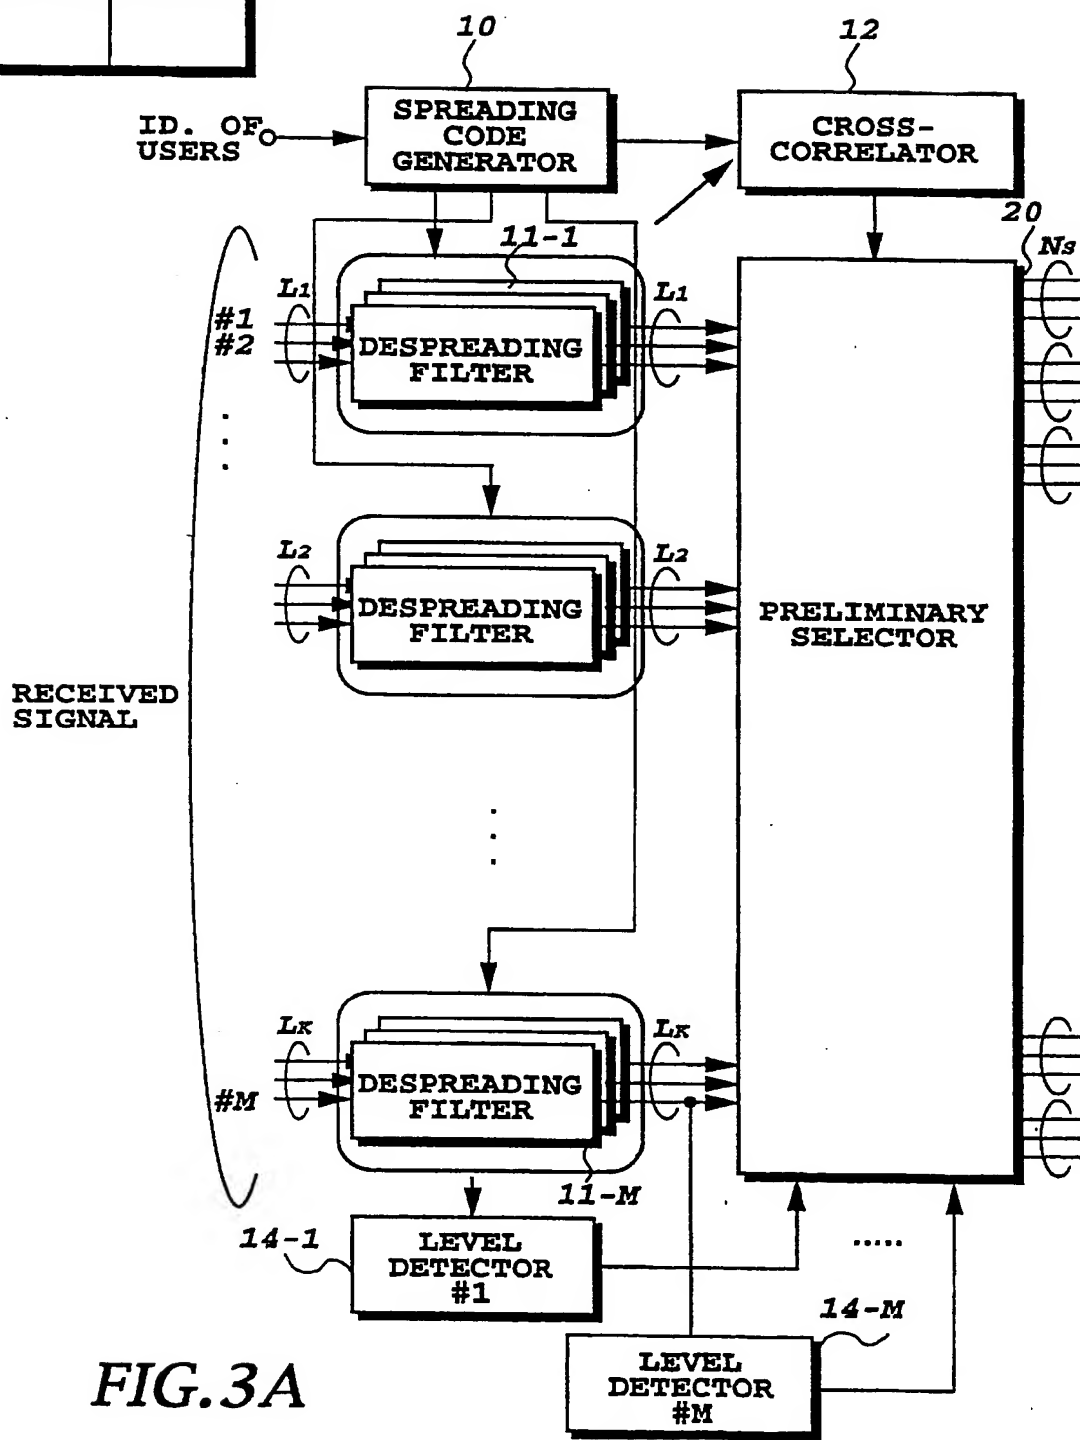 10
12
ID. OF
USERS
SPREADING
CODE
GENERATOR
CROSS-
CORRELATOR
20
Ns
11-1
L1
L1
#1
#2
DESPREADING
FILTER
L2
L2
DESPREADING
FILTER
PRELIMINARY
SELECTOR
RECEIVED
SIGNAL
LK
LK
#M
DESPREADING
FILTER
11-M
14-1
LEVEL
DETECTOR
#1
14-M
LEVEL
DETECTOR
#M
FIG.3A